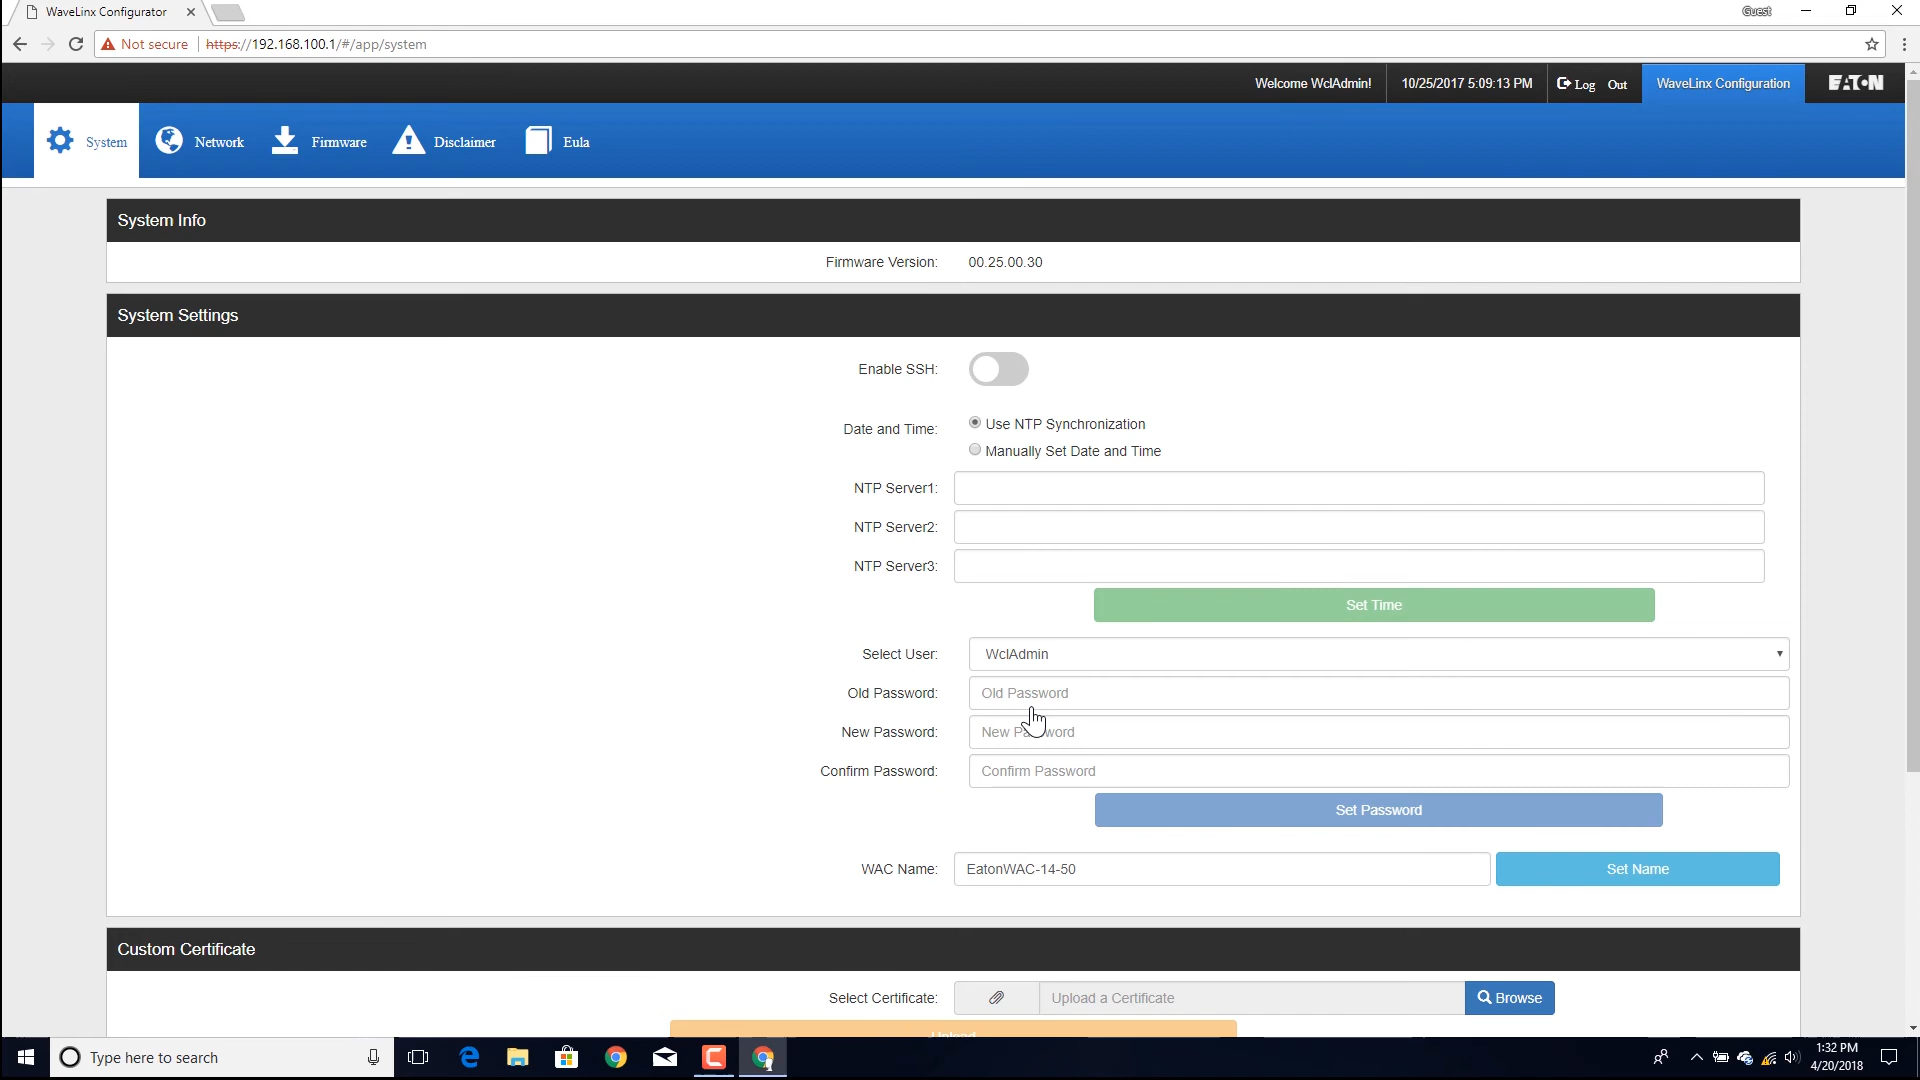 WaveLinx Configurator
Guest
Not secure https://192.168.100.1/#/app/system
Welcome WclAdmin!
10/25/2017 5:09:13 PM
Log Out
WaveLinx Configuration
EATON
System
Network
Firmware
Disclaimer
Eula
System Info
Firmware Version: 00.25.00.30
System Settings
Enable SSH:
Date and Time: Use NTP Synchronization
Manually Set Date and Time
NTP Server1:
NTP Server2:
NTP Server3:
Set Time
Select User: WclAdmin
Old Password: Old Password
New Password: New Password
Confirm Password: Confirm Password
Set Password
WAC Name: EatonWAC-14-50 Set Name
Custom Certificate
Select Certificate: Upload a Certificate Browse
Upload
Type here to search
1:32 PM
4/20/2018